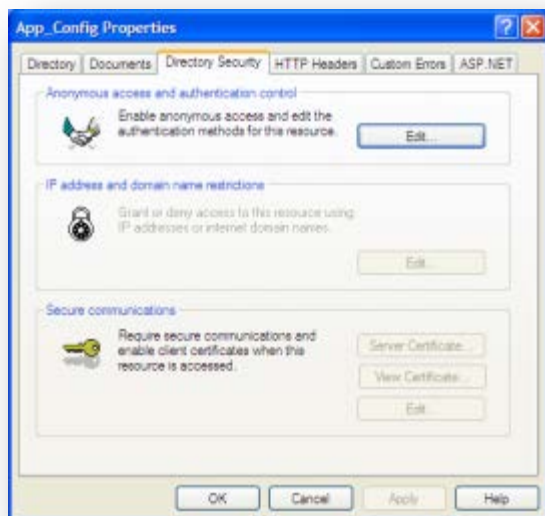 App_Config Properties
Directory Documents Directory Security HTTP Headers Custom Errors ASP.NET
Anonymous access and authentication control
Enable anonymous access and edit the
authentication methods for this resource.
Edit...
IP address and domain name restrictions
Grant or deny access to this resource using
IP addresses or internet domain names.
Edit...
Secure communications
Require secure communications and
enable client certificates when this
resource is accessed.
Server Certificate...
View Certificate...
Edit...
OK Cancel Apply Help